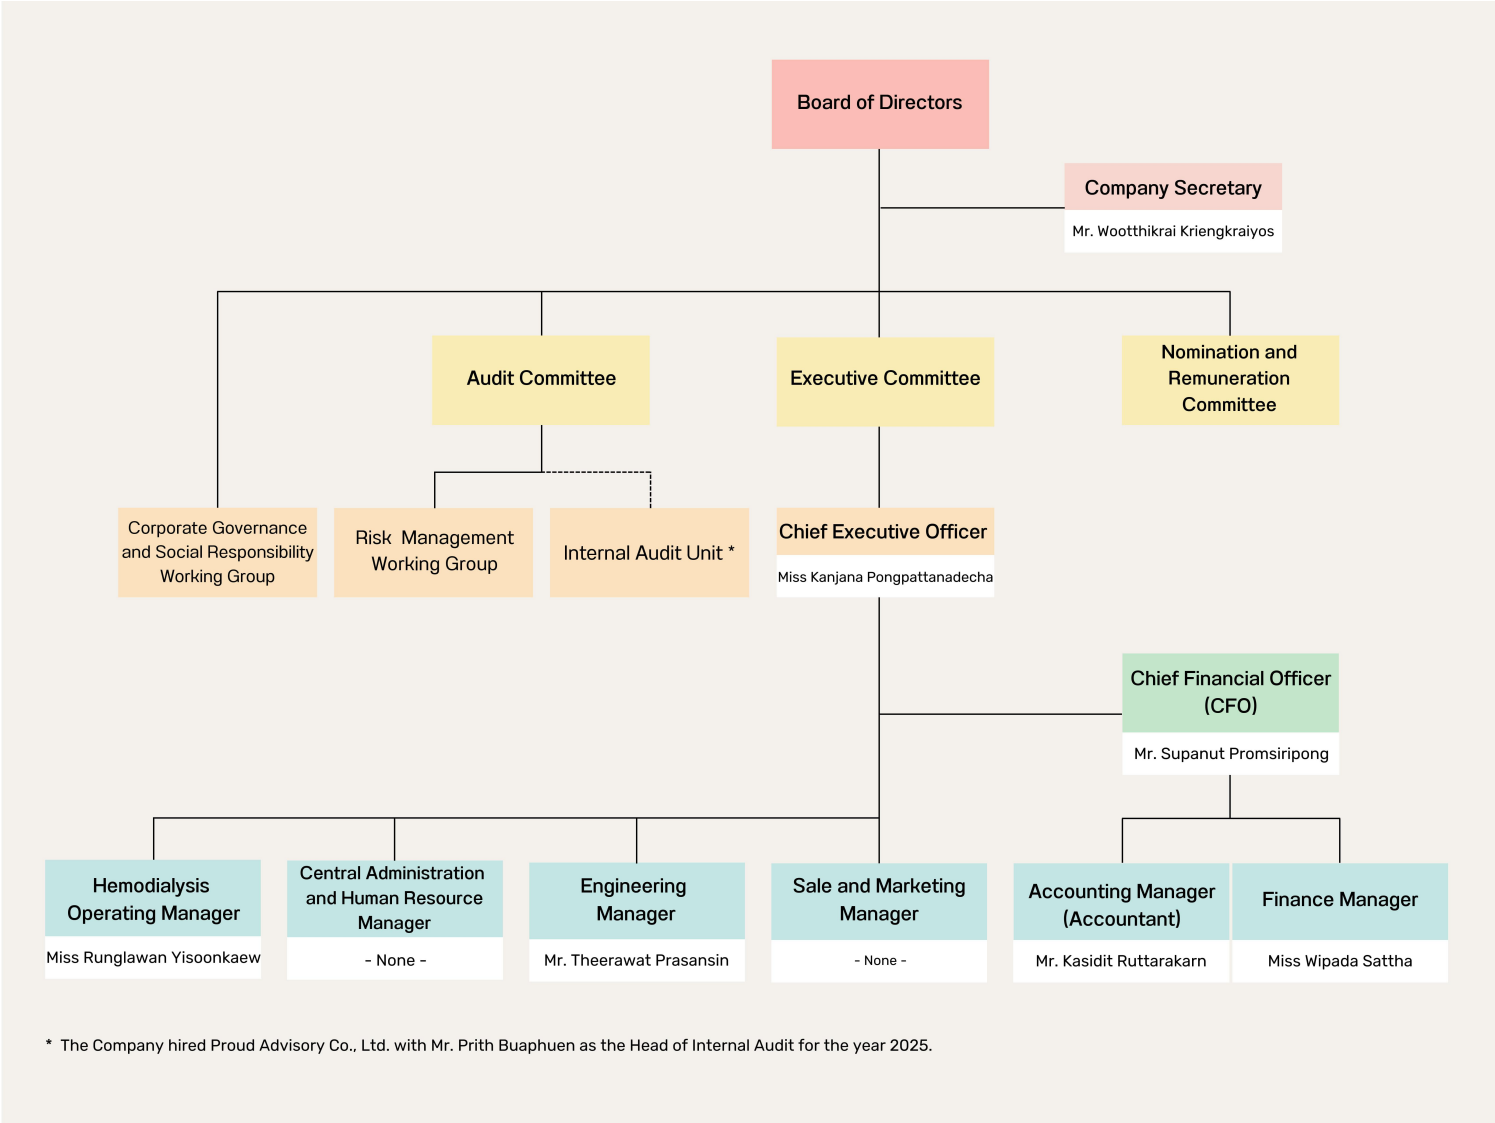 Board of Directors
Company Secretary
Mr. Wootthikrai Kriengkraiyos
Audit Committee
Executive Committee
Nomination and
Remuneration
Committee
Corporate Governance
and Social Responsibility
Working Group
Risk Management
Working Group
Internal Audit Unit *
Chief Executive Officer
Miss Kanjana Pongpattanadecha
Chief Financial Officer
(CFO)
Mr. Supanut Promsiripong
Hemodialysis
Operating Manager
Miss Runglawan Yisoonkaew
Central Administration
and Human Resource
Manager
- None -
Engineering
Manager
Mr. Theerawat Prasansin
Sale and Marketing
Manager
- None -
Accounting Manager
(Accountant)
Mr. Kasidit Ruttarakarn
Finance Manager
Miss Wipada Sattha
* The Company hired Proud Advisory Co., Ltd. with Mr. Prith Buaphuen as the Head of Internal Audit for the year 2025.